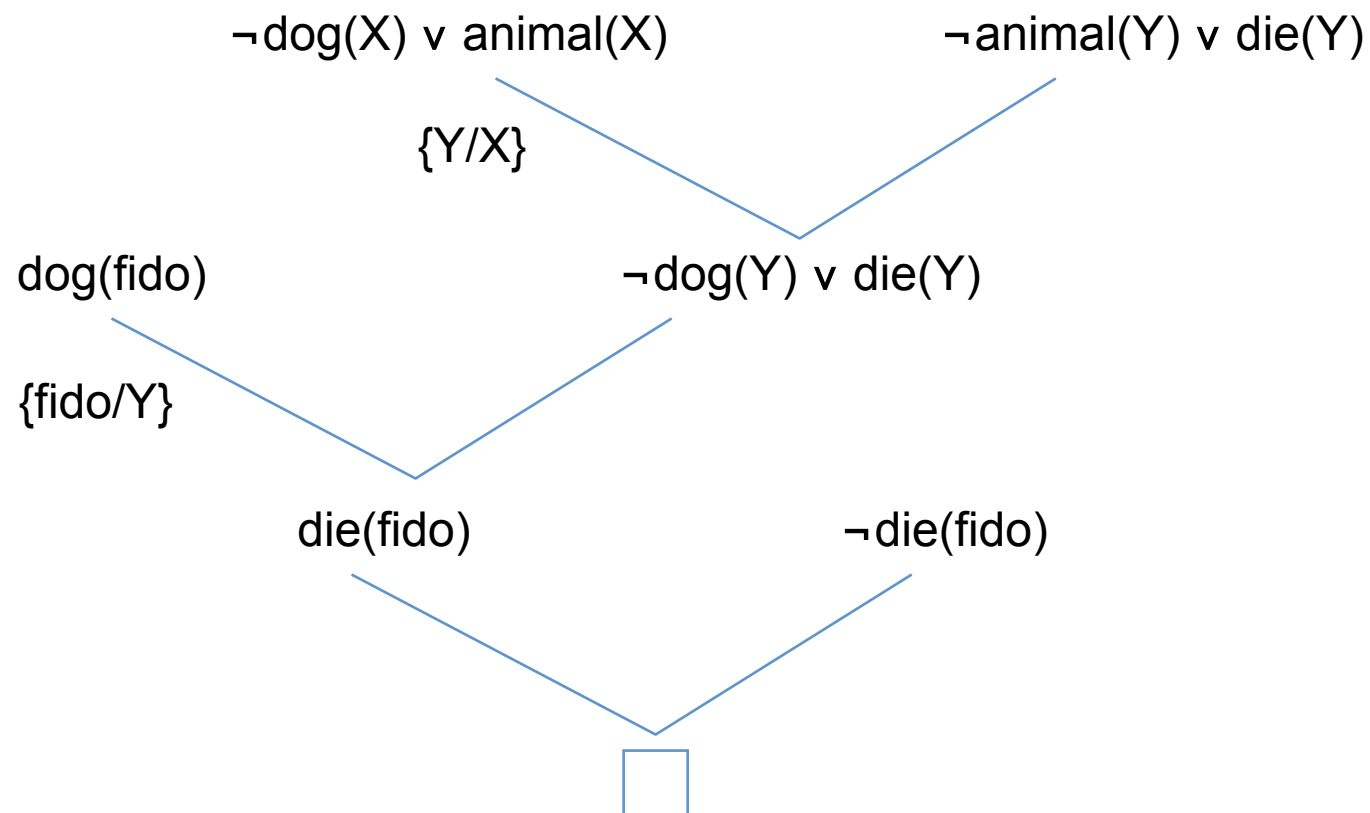 ¬dog(X) v animal(X) ¬animal(Y) v die(Y)
{Y/X}
dog(fido) ¬dog(Y) v die(Y)
{fido/Y}
die(fido) ¬die(fido)